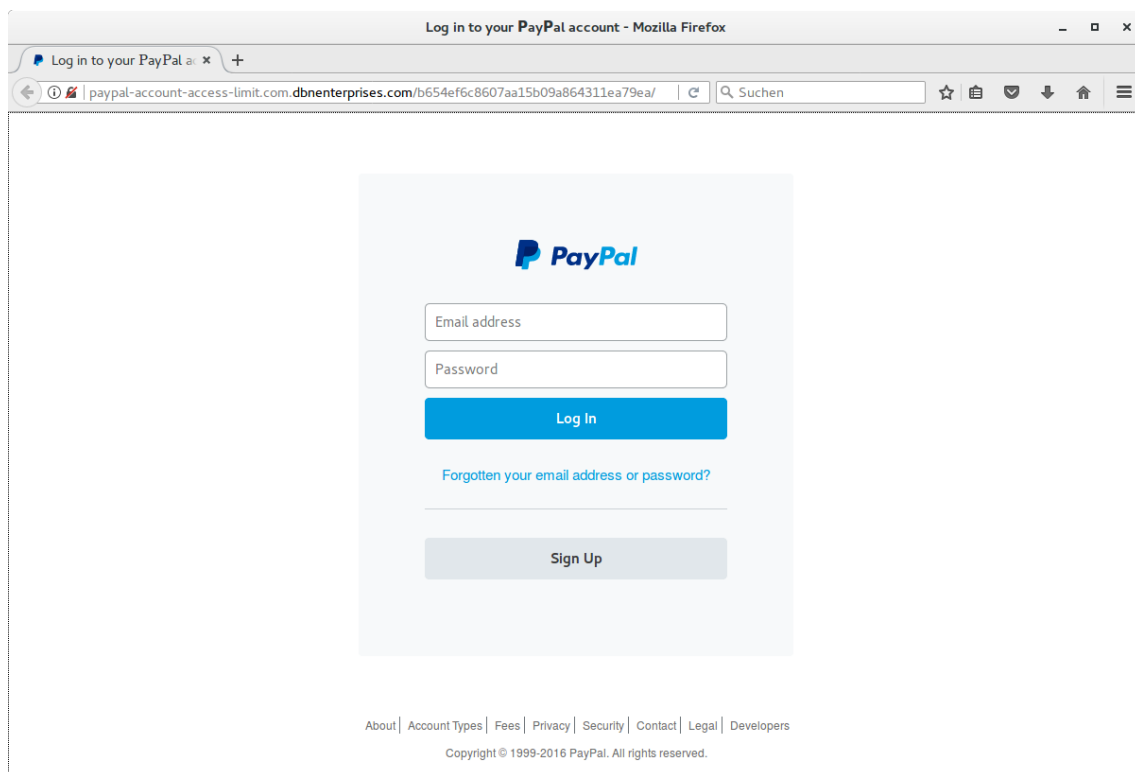 Log in to your PayPal account - Mozilla Firefox
Log in to your PayPal ac
paypal-account-access-limit.com.dbnenterprises.com/b654ef6c8607aa15b09a864311ea79ea/
Suchen
PayPal
Email address
Password
Log In
Forgotten your email address or password?
Sign Up
About | Account Types | Fees | Privacy | Security | Contact | Legal | Developers
Copyright © 1999-2016 PayPal. All rights reserved.